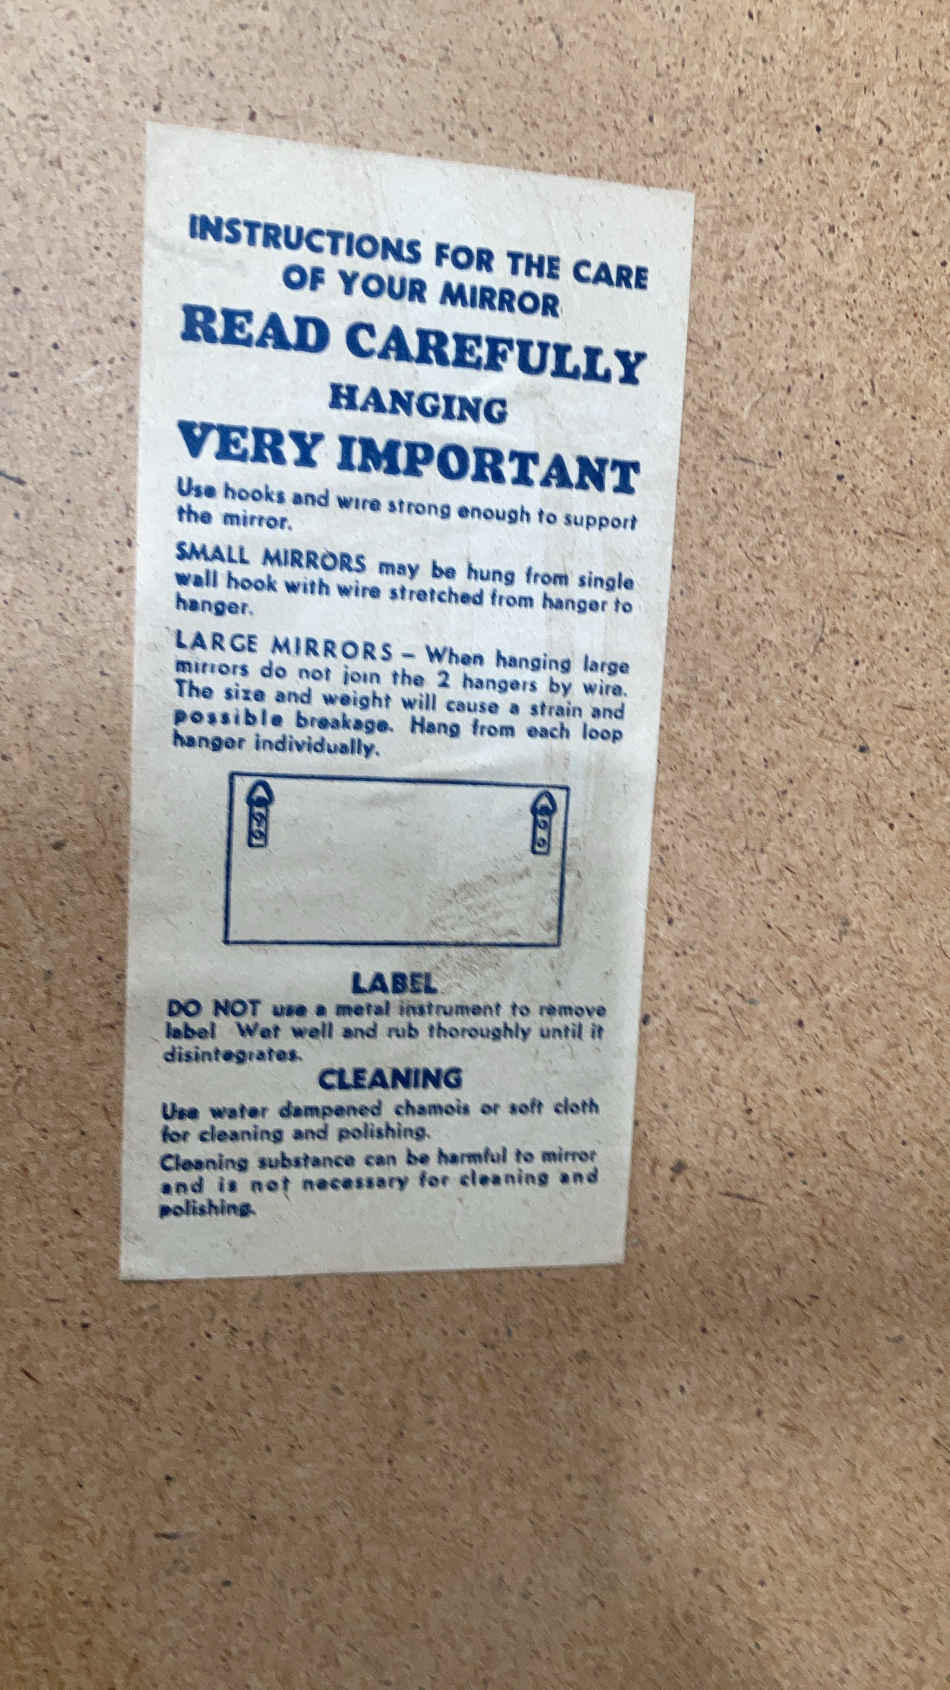 INSTRUCTIONS FOR THE CARE
OF YOUR MIRROR
READ CAREFULLY
HANGING
VERY IMPORTANT
Use hooks and wire strong enough to support
the mirror.
SMALL MIRRORS may be hung from single
wall hook with wire stretched from hanger to
hanger.
LARGE MIRRORS – When hanging large
mirrors do not join the 2 hangers by wire.
The size and weight will cause a strain and
possible breakage. Hang from each loop
hanger individually.
LABEL
DO NOT use a metal instrument to remove
label Wet well and rub thoroughly until it
disintegrates.
CLEANING
Use water dampened chamois or soft cloth
for cleaning and polishing.
Cleaning substance can be harmful to mirror
and is not necessary for cleaning and
polishing.